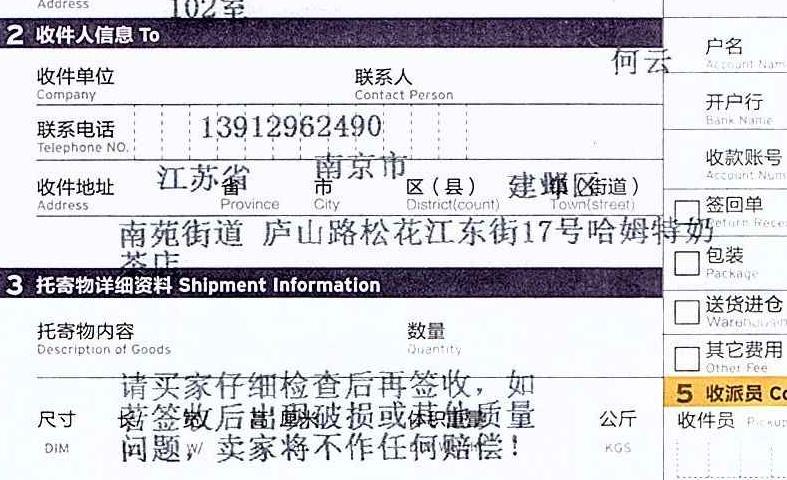 Address
102室
2 收件人信息 To
何云
户名
Account Nam
收件单位 联系人
Company Contact Person
开户行
Bank Name
联系电话 13912962490
Telephone NO.
收款账号
Account Num
江苏省 南京市
收件地址 省 市 区（县） 建邺区 街道）
Address Province City District(count) Town(street)
签回单
Return Rece
南苑街道 庐山路松花江东街17号哈姆特奶
茶店
包装
Package
3 托寄物详细资料 Shipment Information
送货进仓
Warehousin
托寄物内容 数量
Description of Goods Quantity
其它费用
Other Fee
请买家仔细检查后再签收，如
5 收派员 Co
尺寸 长 宽 高 厘米 体积重量 公斤
若签收后出现破损或其他质量
收件员 Pickup
DIM W/ KGS
问题，卖家将不作任何赔偿！